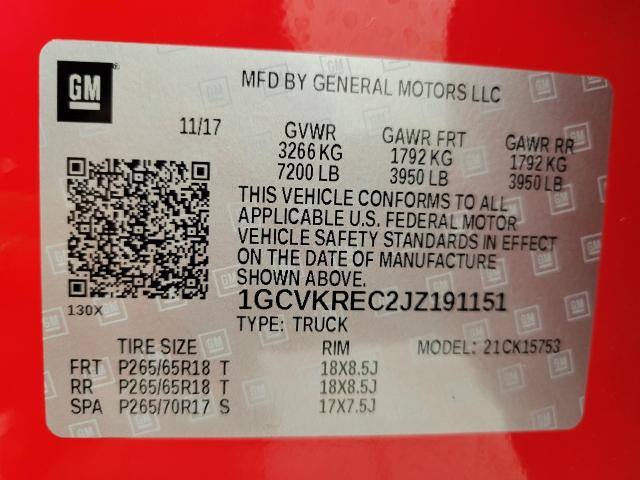 GM
MFD BY GENERAL MOTORS LLC
11/17 GVWR GAWR FRT GAWR RR
3266 KG 1792 KG 1792 KG
7200 LB 3950 LB 3950 LB
THIS VEHICLE CONFORMS TO ALL
APPLICABLE U.S. FEDERAL MOTOR
VEHICLE SAFETY STANDARDS IN EFFECT
ON THE DATE OF MANUFACTURE
SHOWN ABOVE.
1GCVKREC2JZ191151
130X
TYPE: TRUCK
TIRE SIZE RIM MODEL: 21CK15753
FRT P265/65R18 T 18X8.5J
RR P265/65R18 T 18X8.5J
SPA P265/70R17 S 17X7.5J